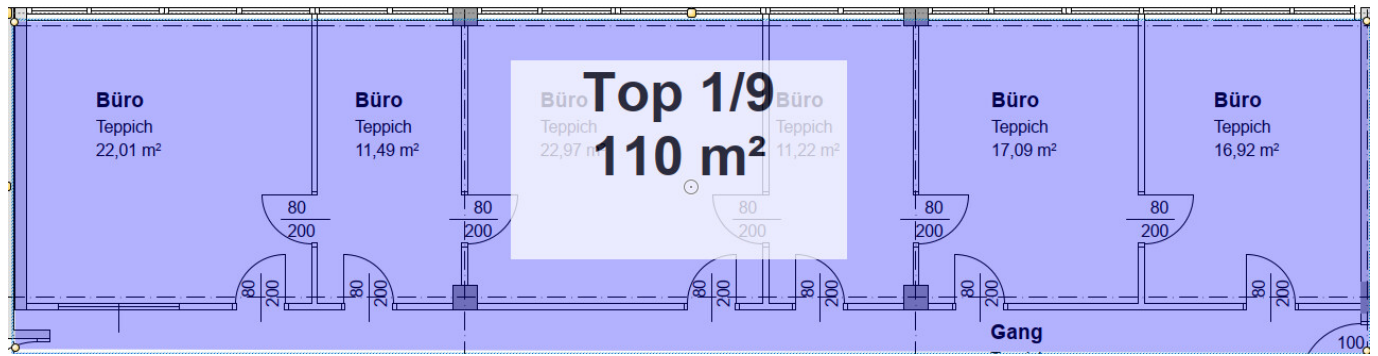 Büro
Teppich
22,01 m²
Büro
Teppich
11,49 m²
Büro
Teppich
22,97 m
Top 1/9
110 m²
Büro
Teppich
11,22 m²
Büro
Teppich
17,09 m²
Büro
Teppich
16,92 m²
80
200
80
200
80
200
80
200
80
200
80
200
80
200
80
200
80
200
80
200
80
200
Gang
100